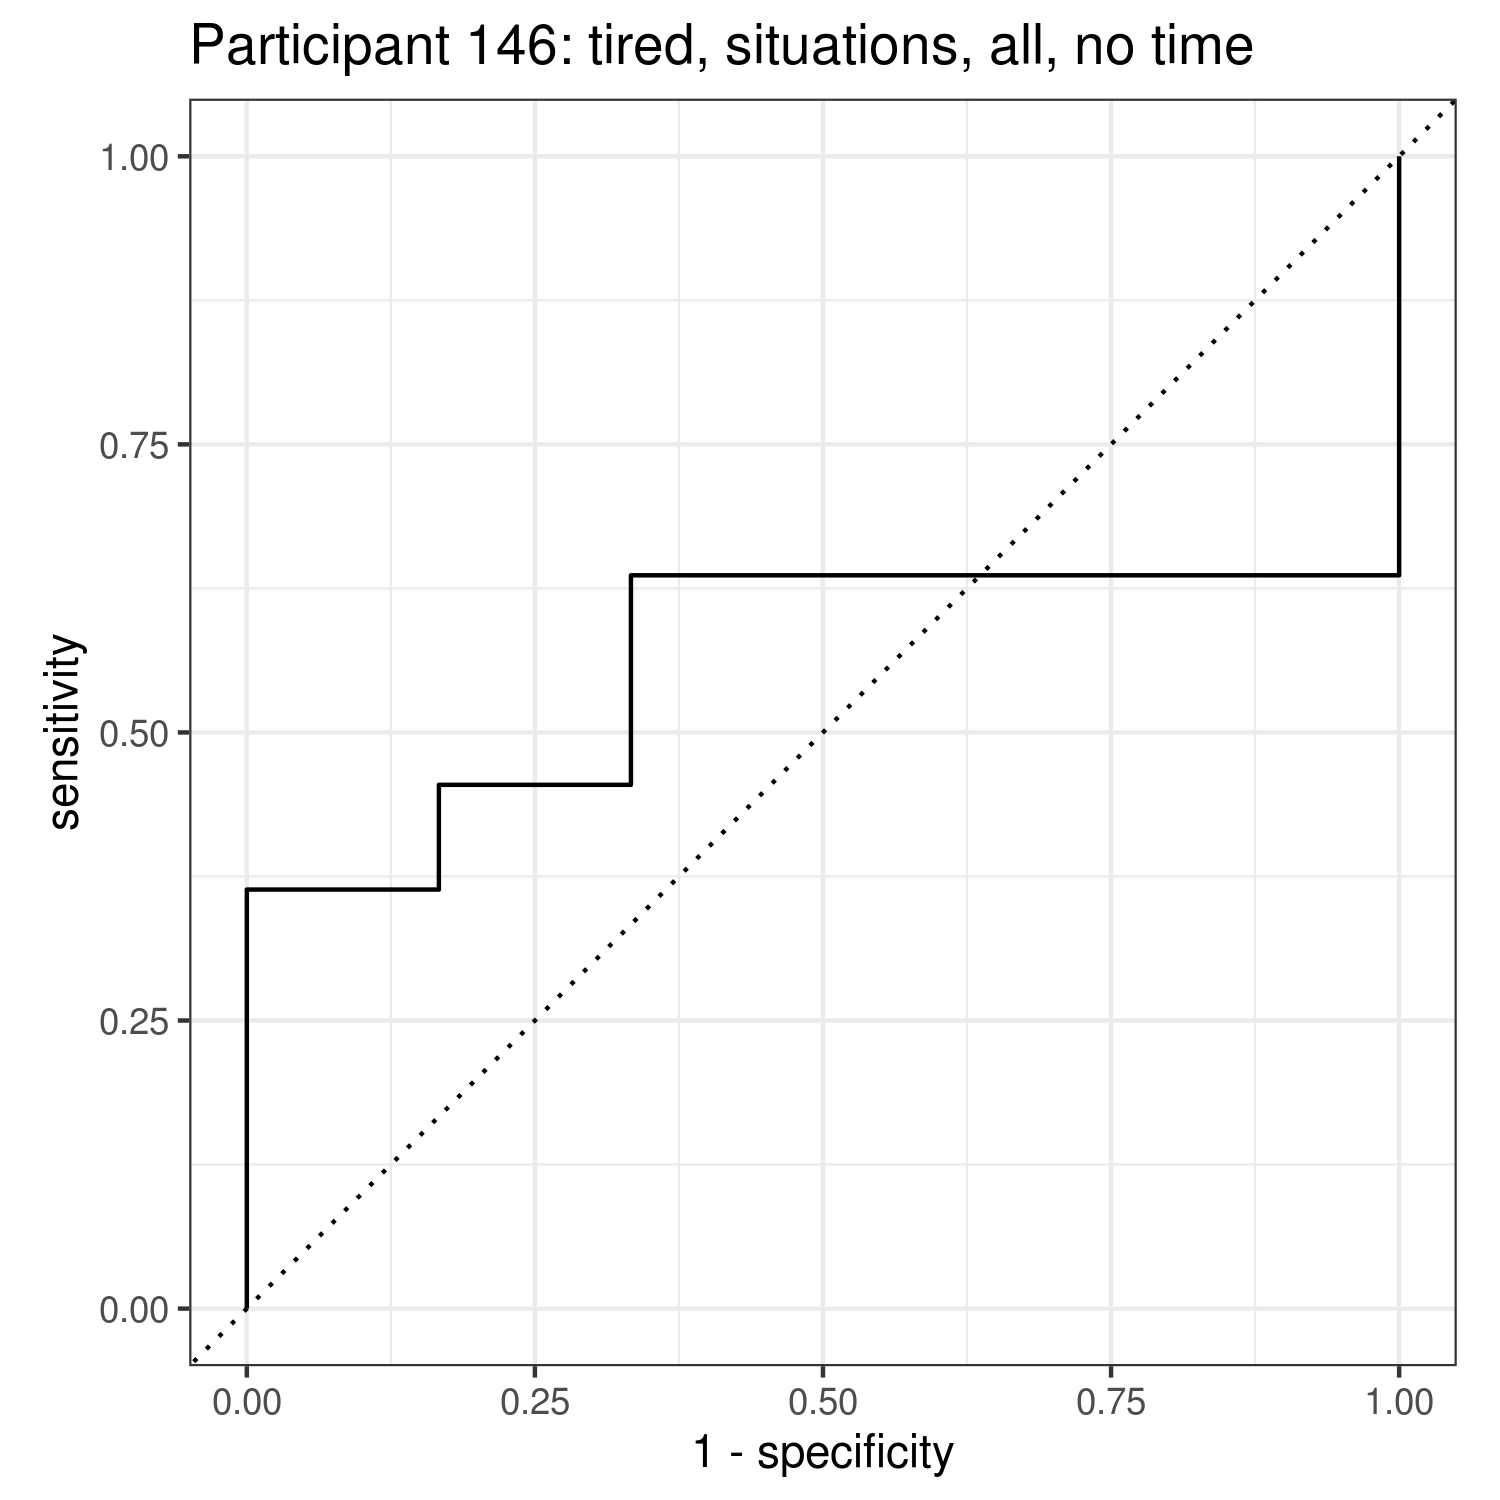 Participant 146: tired, situations, all, no time
1.00
0.75
0.50
0.25
0.00
sensitivity
0.00 0.25 0.50 0.75 1.00
1 - specificity